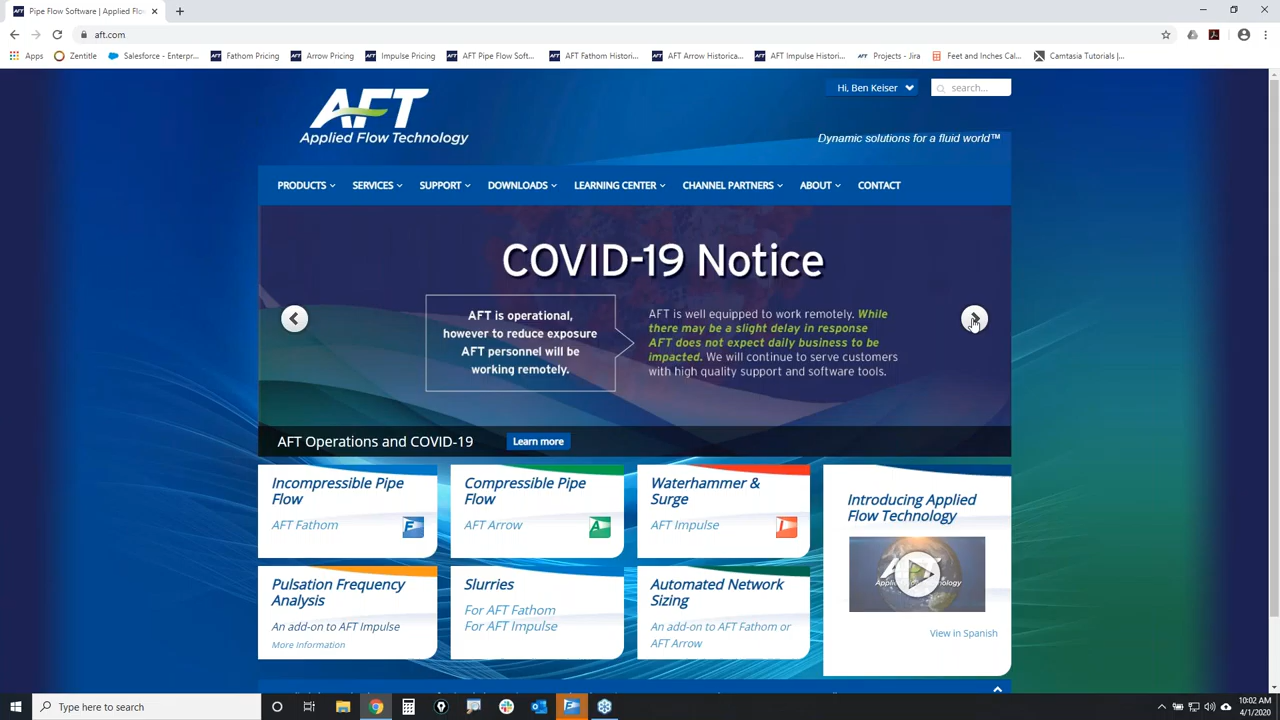 Pipe Flow Software | Applied Flo
aft.com
Apps
Zentitle
Salesforce - Enterpr...
Fathom Pricing
Arrow Pricing
Impulse Pricing
AFT Pipe Flow Soft...
AFT Fathom Histori...
AFT Arrow Historica...
AFT Impulse Histori...
Projects - Jira
Feet and Inches Cal...
Camtasia Tutorials |...
Hi, Ben Keiser
search...
AFT
Applied Flow Technology
Dynamic solutions for a fluid world™
PRODUCTS
SERVICES
SUPPORT
DOWNLOADS
LEARNING CENTER
CHANNEL PARTNERS
ABOUT
CONTACT
COVID-19 Notice
AFT is operational,
however to reduce exposure
AFT personnel will be
working remotely.
AFT is well equipped to work remotely. While
there may be a slight delay in response
AFT does not expect daily business to be
impacted. We will continue to serve customers
with high quality support and software tools.
AFT Operations and COVID-19
Learn more
Incompressible Pipe
Flow
AFT Fathom
F
Compressible Pipe
Flow
AFT Arrow
A
Waterhammer &
Surge
AFT Impulse
I
Introducing Applied
Flow Technology
AFT
Applied Flow Technology
View in Spanish
Pulsation Frequency
Analysis
An add-on to AFT Impulse
More Information
Slurries
For AFT Fathom
For AFT Impulse
Automated Network
Sizing
An add-on to AFT Fathom or
AFT Arrow
Type here to search
10:02 AM
4/1/2020